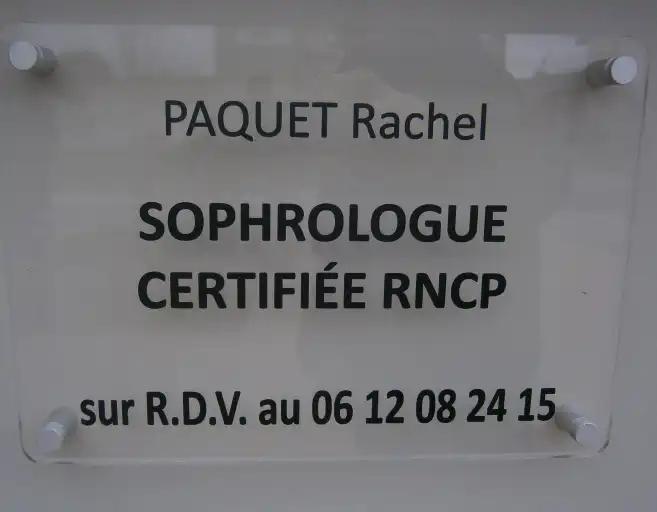 PAQUET Rachel
SOPHROLOGUE
CERTIFIÉE RNCP
sur R.D.V. au 06 12 08 24 15